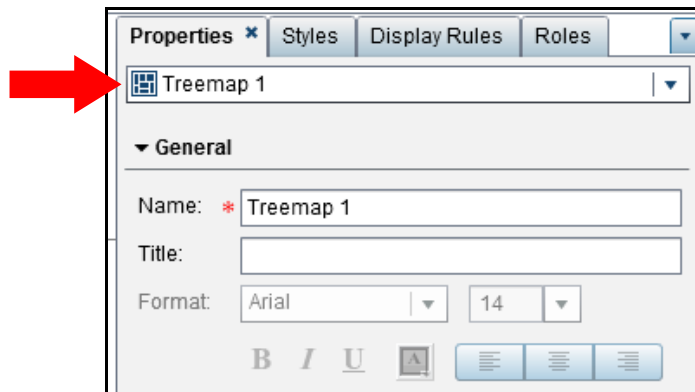 Properties × Styles Display Rules Roles
Treemap 1
General
Name: * Treemap 1
Title:
Format: Arial 14
B I U A